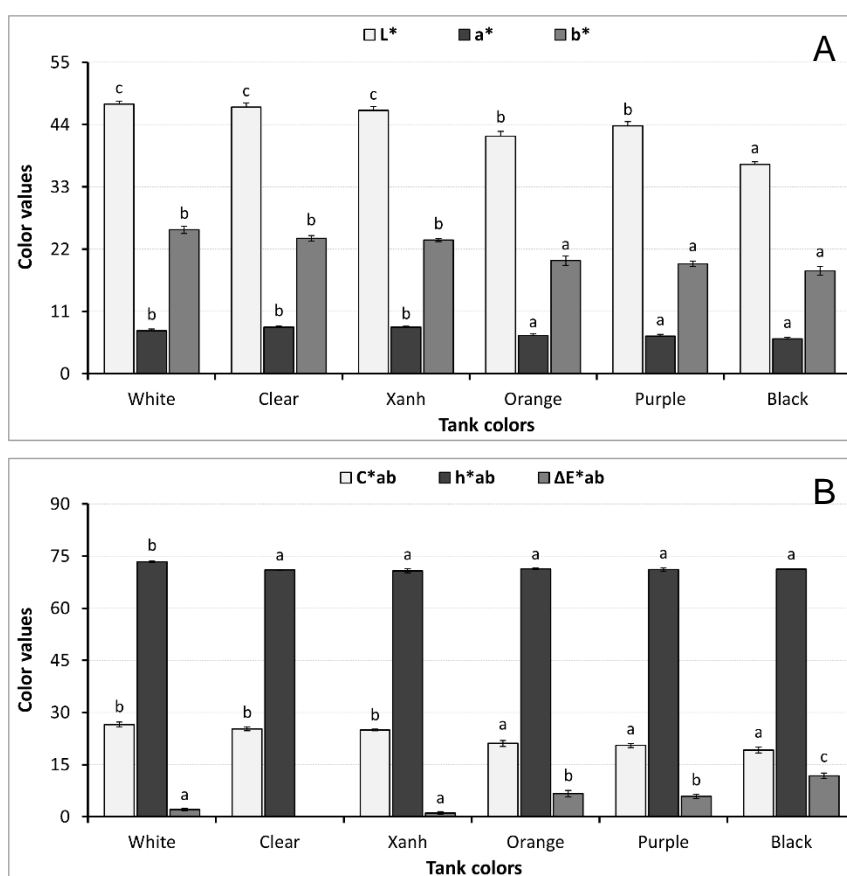 L* a* b*
A
55
c c c b b a
44
33
b b b a a a
22
b b b a a a
11
0
Color values
White Clear Xanh Orange Purple Black
Tank colors
C*ab h*ab ΔE*ab
B
90
b a a a a a
75
60
45
30
b b b a a a
15
a a b b c
0
Color values
White Clear Xanh Orange Purple Black
Tank colors